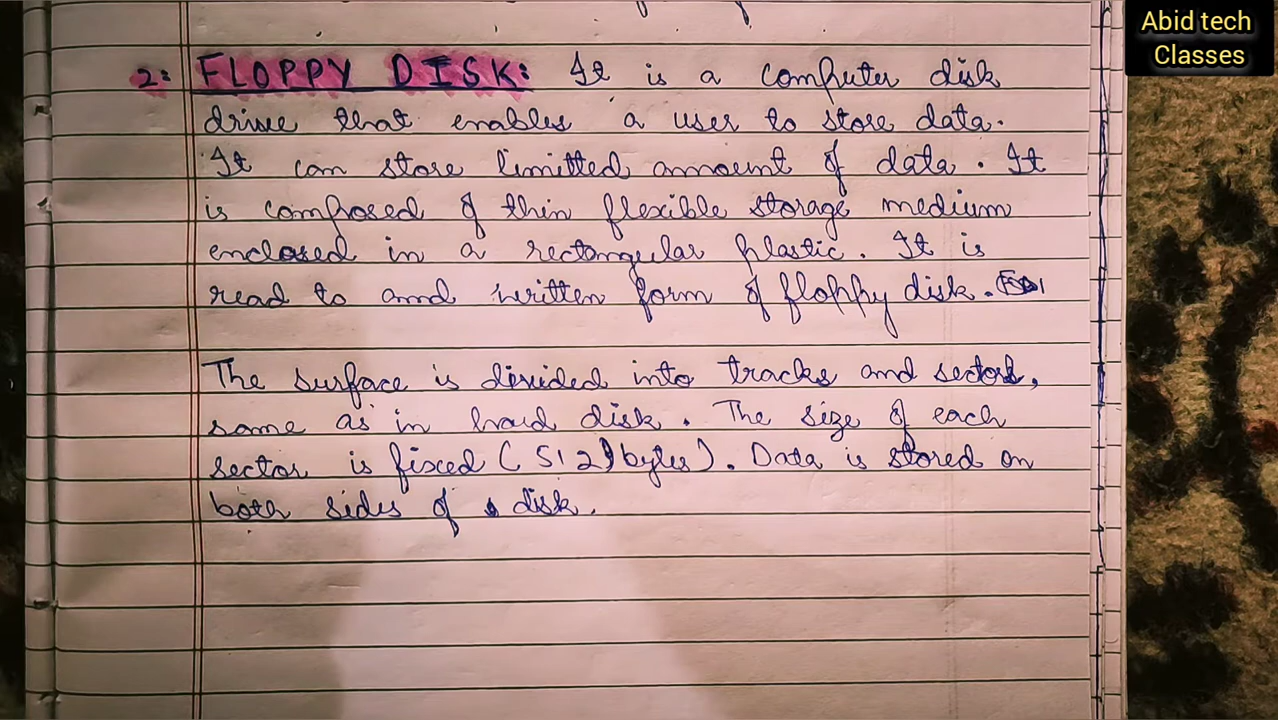 Abid tech
Classes
2: FLOPPY DISK: It is a computer disk
drive that enables a user to store data.
It can store limitted amount of data. It
is composed of thin flexible storage medium
enclosed in a rectangular plastic. It is
read to and written form of floppy disk.
The surface is divided into tracks and sectors,
same as in hard disk. The size of each
sector is fixed (512) bytes). Data is stored on
both sides of disk.